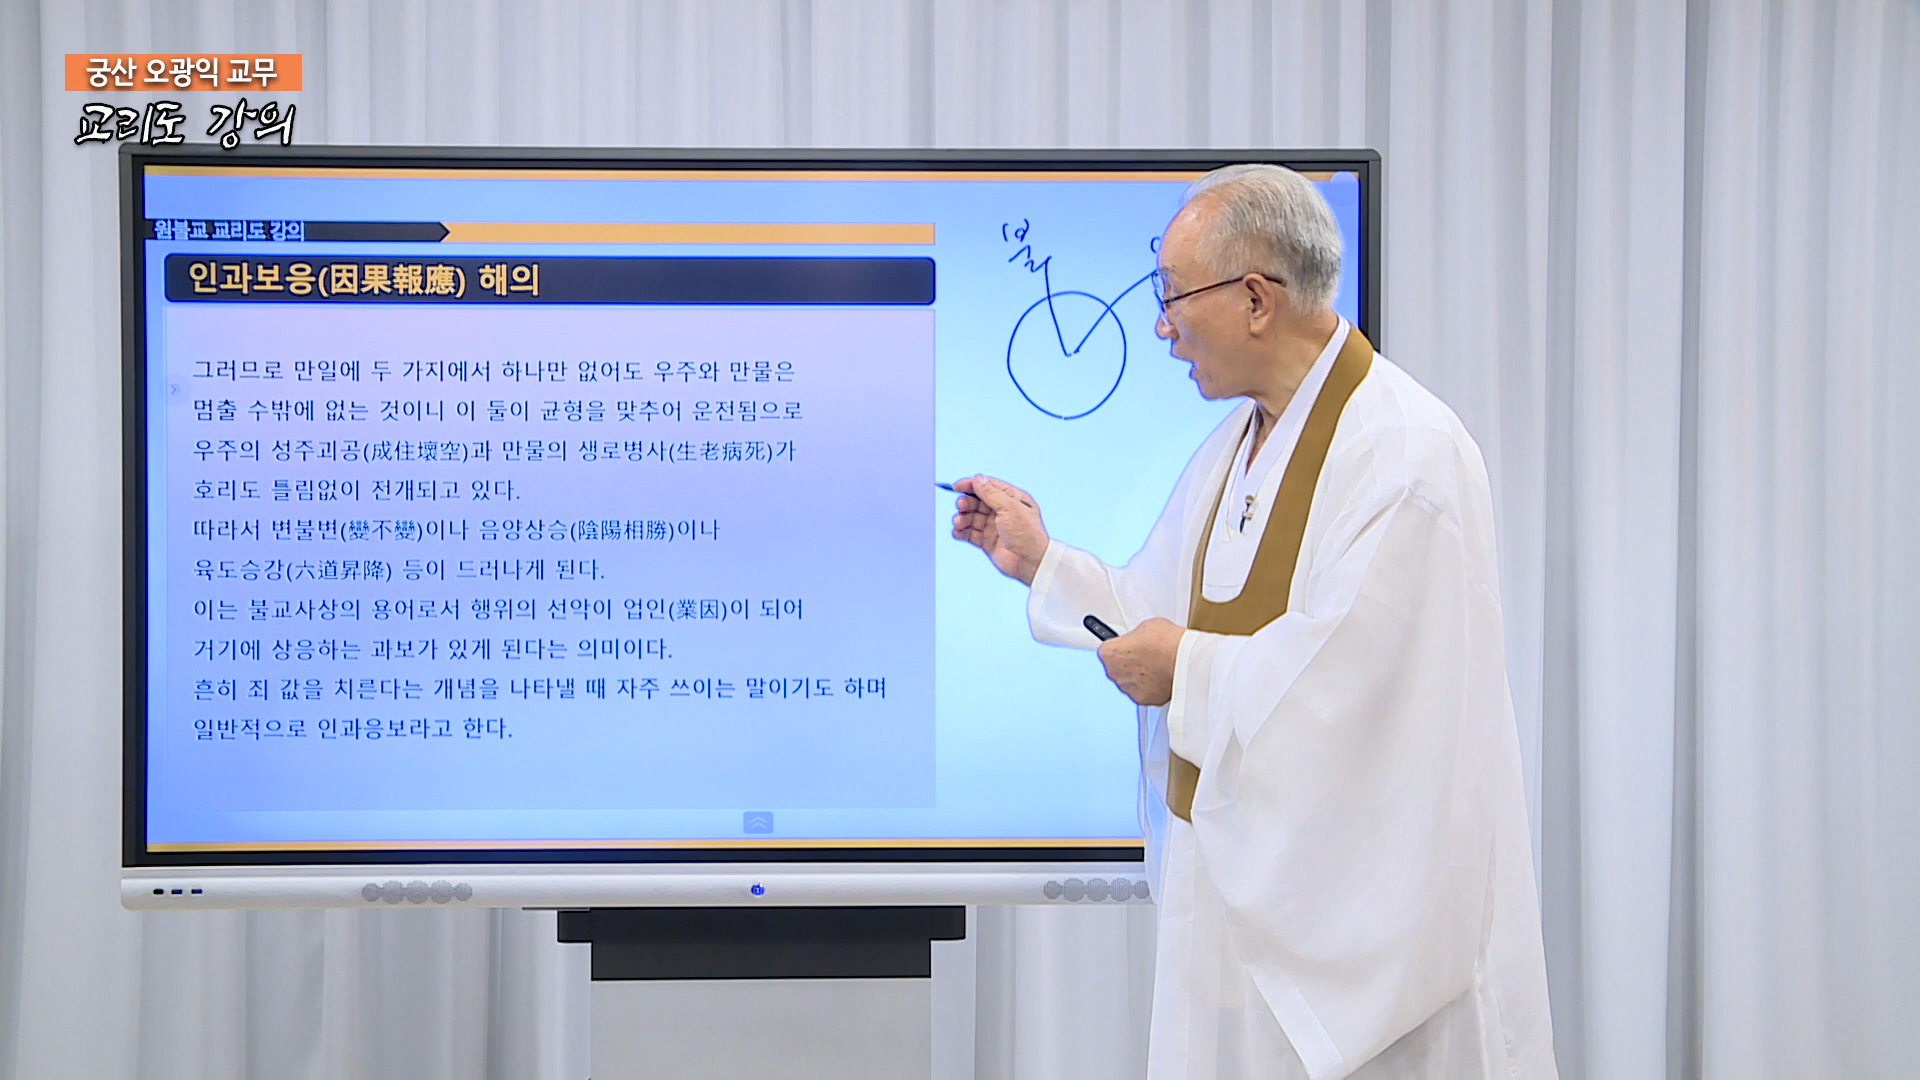 궁산 오광익 교무
교리도 강의
원불교 교리도 강의
인과보응(因果報應) 해의
그러므로 만일에 두 가지에서 하나만 없어도 우주와 만물은
멈출 수밖에 없는 것이니 이 둘이 균형을 맞추어 운전됨으로
우주의 성주괴공(成住壞空)과 만물의 생로병사(生老病死)가
호리도 틀림없이 전개되고 있다.
따라서 변불변(變不變)이나 음양상승(陰陽相勝)이나
육도승강(六道昇降) 등이 드러나게 된다.
이는 불교사상의 용어로서 행위의 선악이 업인(業因)이 되어
거기에 상응하는 과보가 있게 된다는 의미이다.
흔히 죄 값을 치른다는 개념을 나타낼 때 자주 쓰이는 말이기도 하며
일반적으로 인과응보라고 한다.